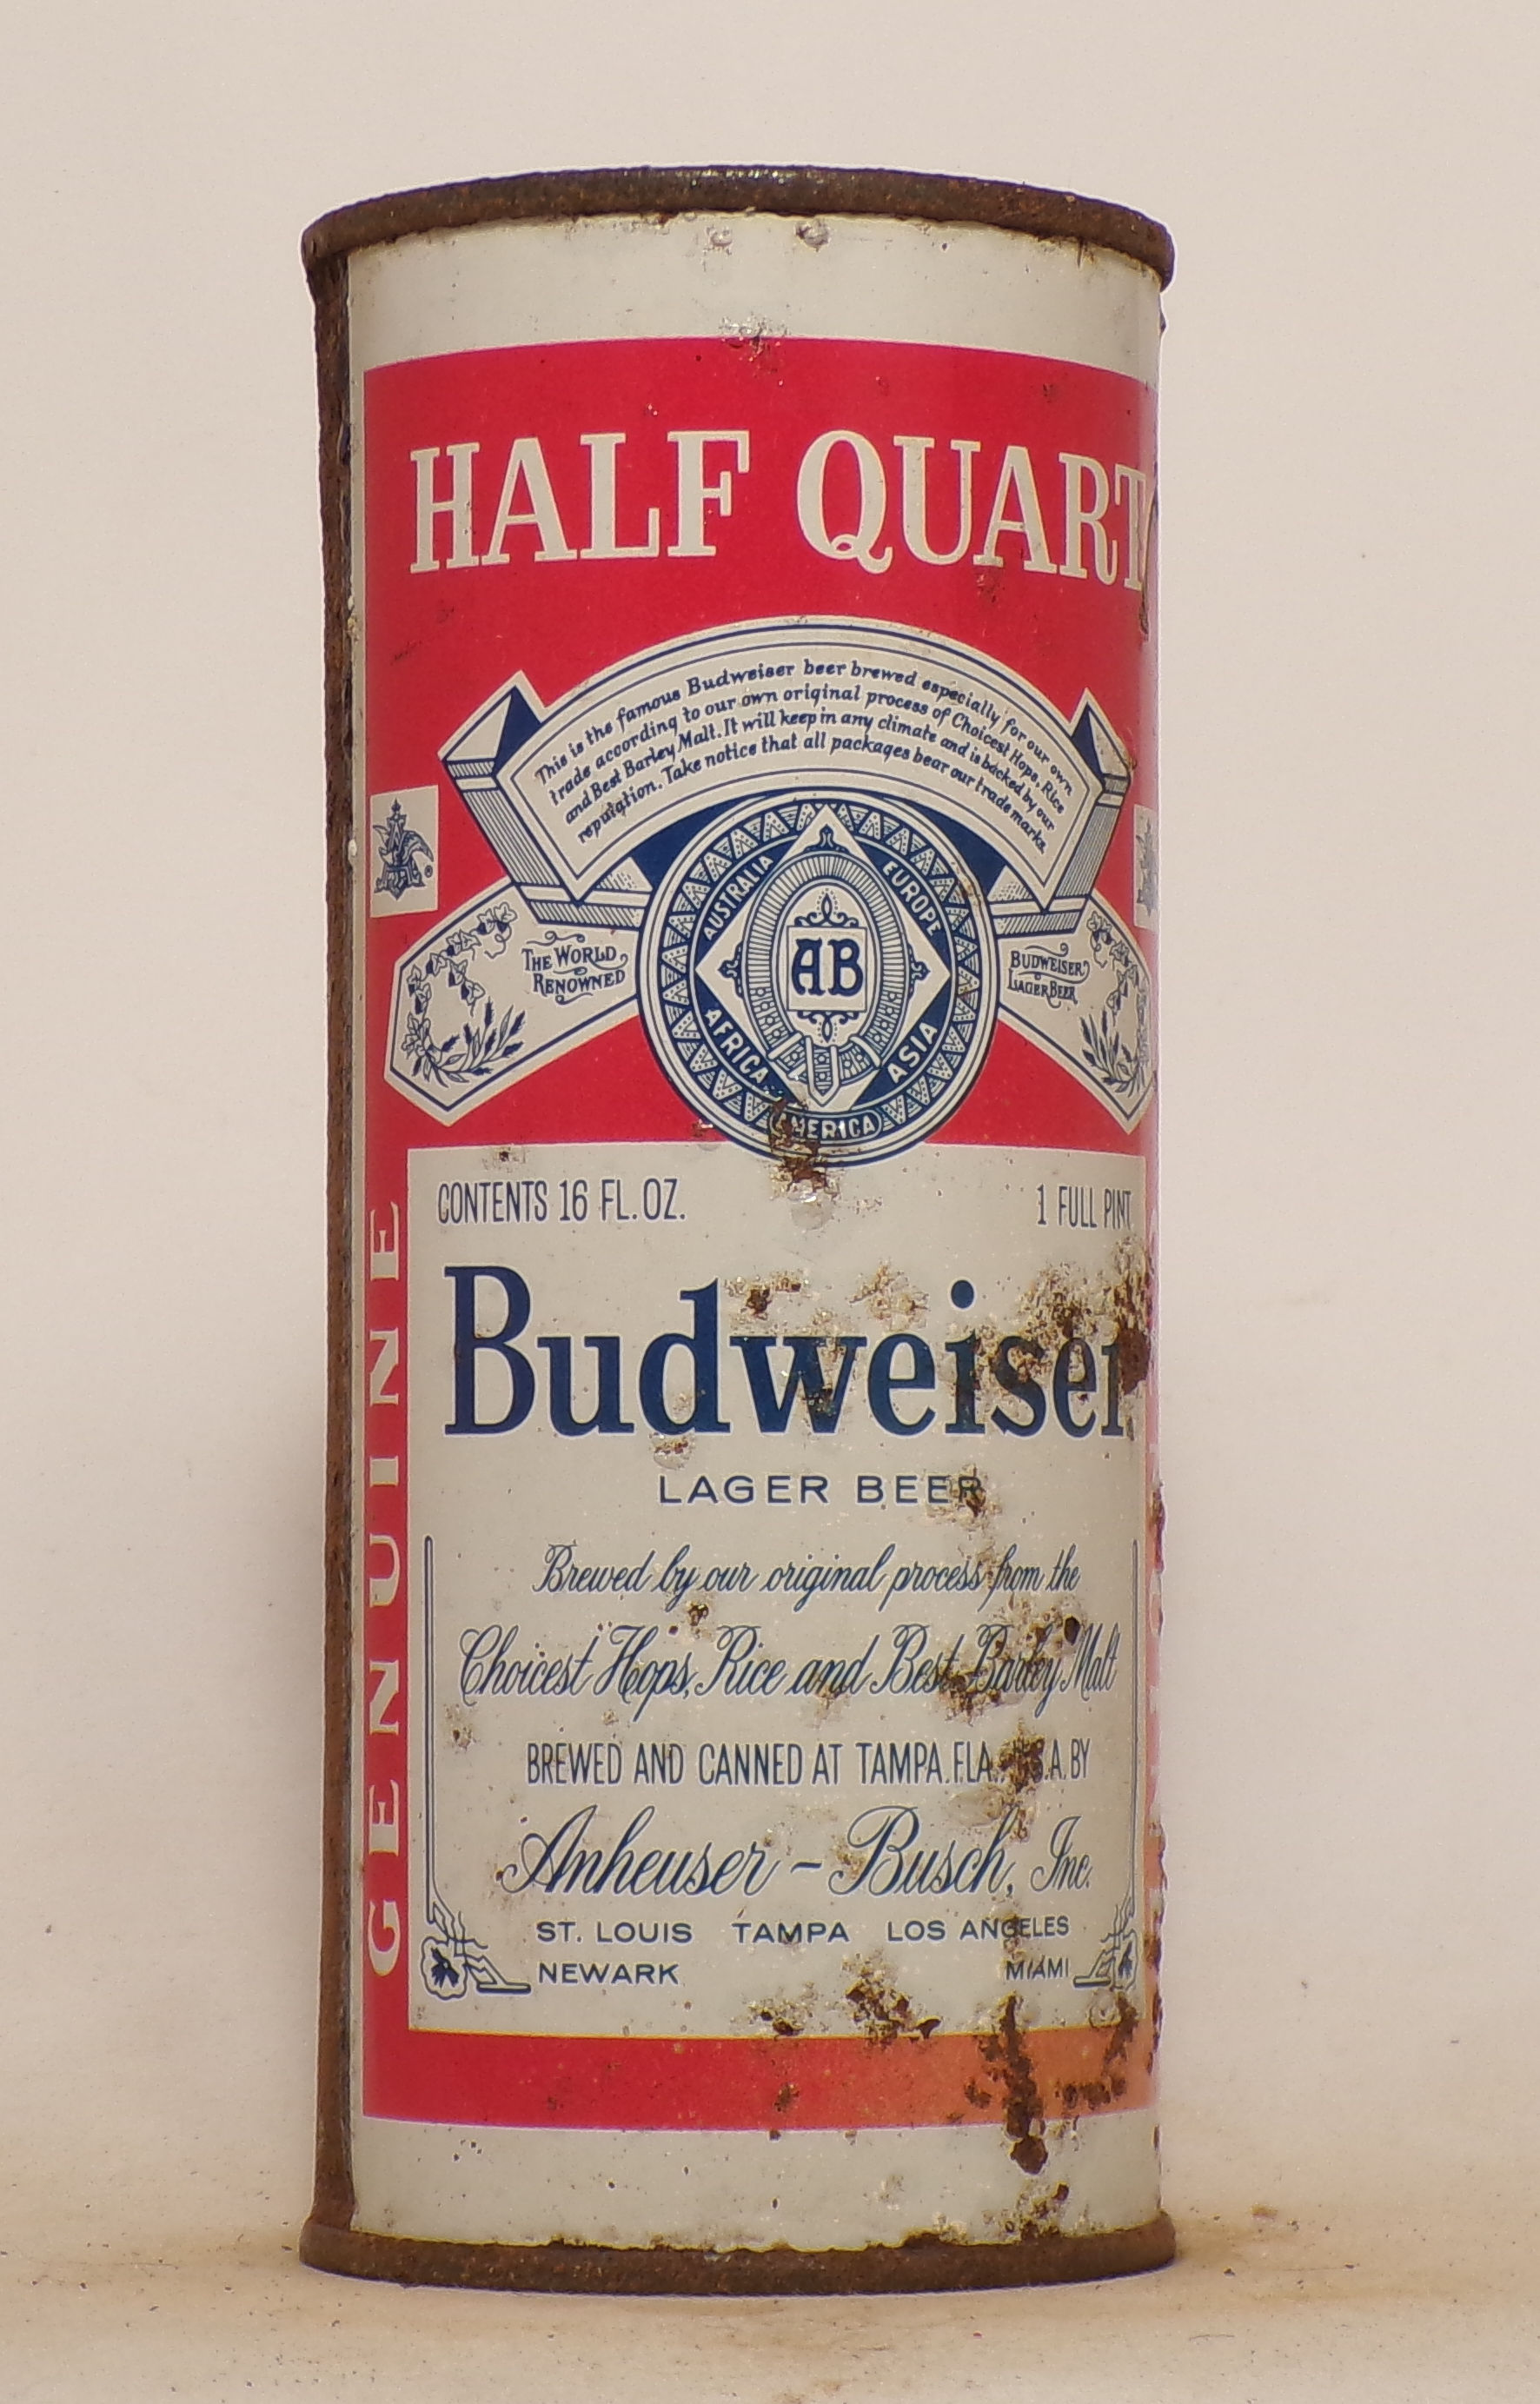 HALF QUART
This is the famous Budweiser beer brewed especially for our own
trade according to our own original process of Choicest Hops, Rice
and Best Barley Malt. It will keep in any climate and is backed by our
reputation. Take notice that all packages bear our trade marks
THE WORLD
RENOWNED
BUDWEISER
LAGER BEER
AUSTRALIA
EUROPE
AB
AFRICA
ASIA
AMERICA
GENUINE
CONTENTS 16 FL. OZ.
1 FULL PINT
Budweiser
LAGER BEER
Brewed by our original process from the
Choicest Hops, Rice and Best Barley Malt
BREWED AND CANNED AT TAMPA, FLA. U.S.A. BY
Anheuser - Busch, Inc.
ST. LOUIS TAMPA LOS ANGELES
NEWARK MIAMI